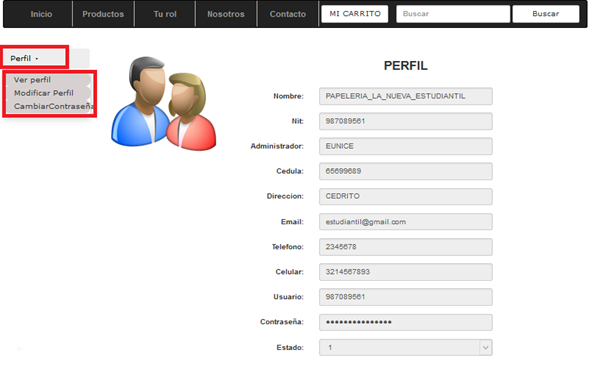 Inicio Productos Tu rol Nosotros Contacto MI CARRITO Buscar Buscar
Perfil
Ver perfil
Modificar Perfil
CambiarContraseña
PERFIL
Nombre: PAPELERIA_LA_NUEVA_ESTUDIANTIL
Nit: 987089561
Administrador: EUNICE
Cedula: 65699689
Direccion: CEDRITO
Email: estudiantil@gmail.com
Telefono: 2345678
Celular: 3214567893
Usuario: 987089561
Contraseña: •••••••••••••••
Estado: 1